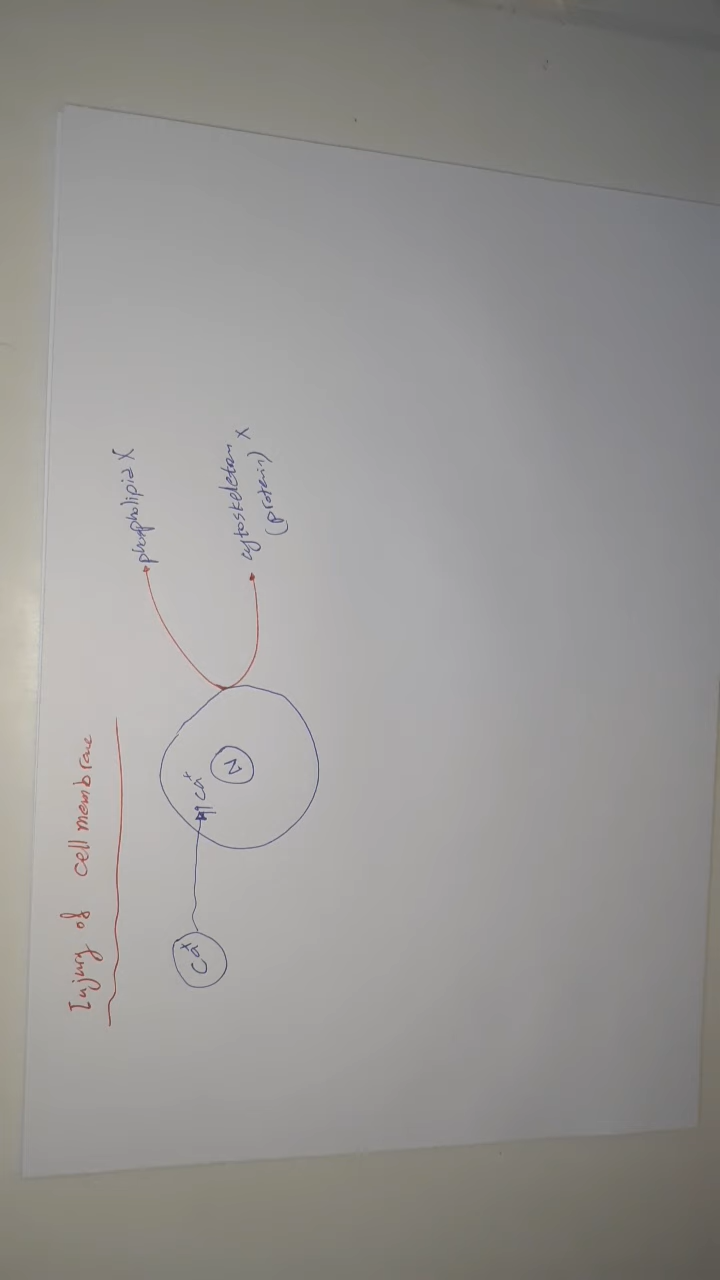 Injury of cell membrane
phospholipid X
cytoskeleton X
(protein)
Ca
Ca
N